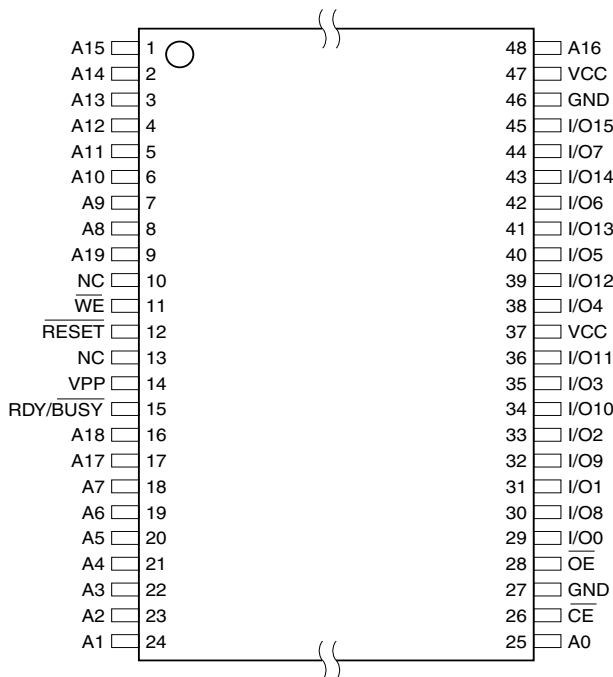 A15 1 48 A16
A14 2 47 VCC
A13 3 46 GND
A12 4 45 I/O15
A11 5 44 I/O7
A10 6 43 I/O14
A9 7 42 I/O6
A8 8 41 I/O13
A19 9 40 I/O5
NC 10 39 I/O12
WE 11 38 I/O4
RESET 12 37 VCC
NC 13 36 I/O11
VPP 14 35 I/O3
RDY/BUSY 15 34 I/O10
A18 16 33 I/O2
A17 17 32 I/O9
A7 18 31 I/O1
A6 19 30 I/O8
A5 20 29 I/O0
A4 21 28 OE
A3 22 27 GND
A2 23 26 CE
A1 24 25 A0